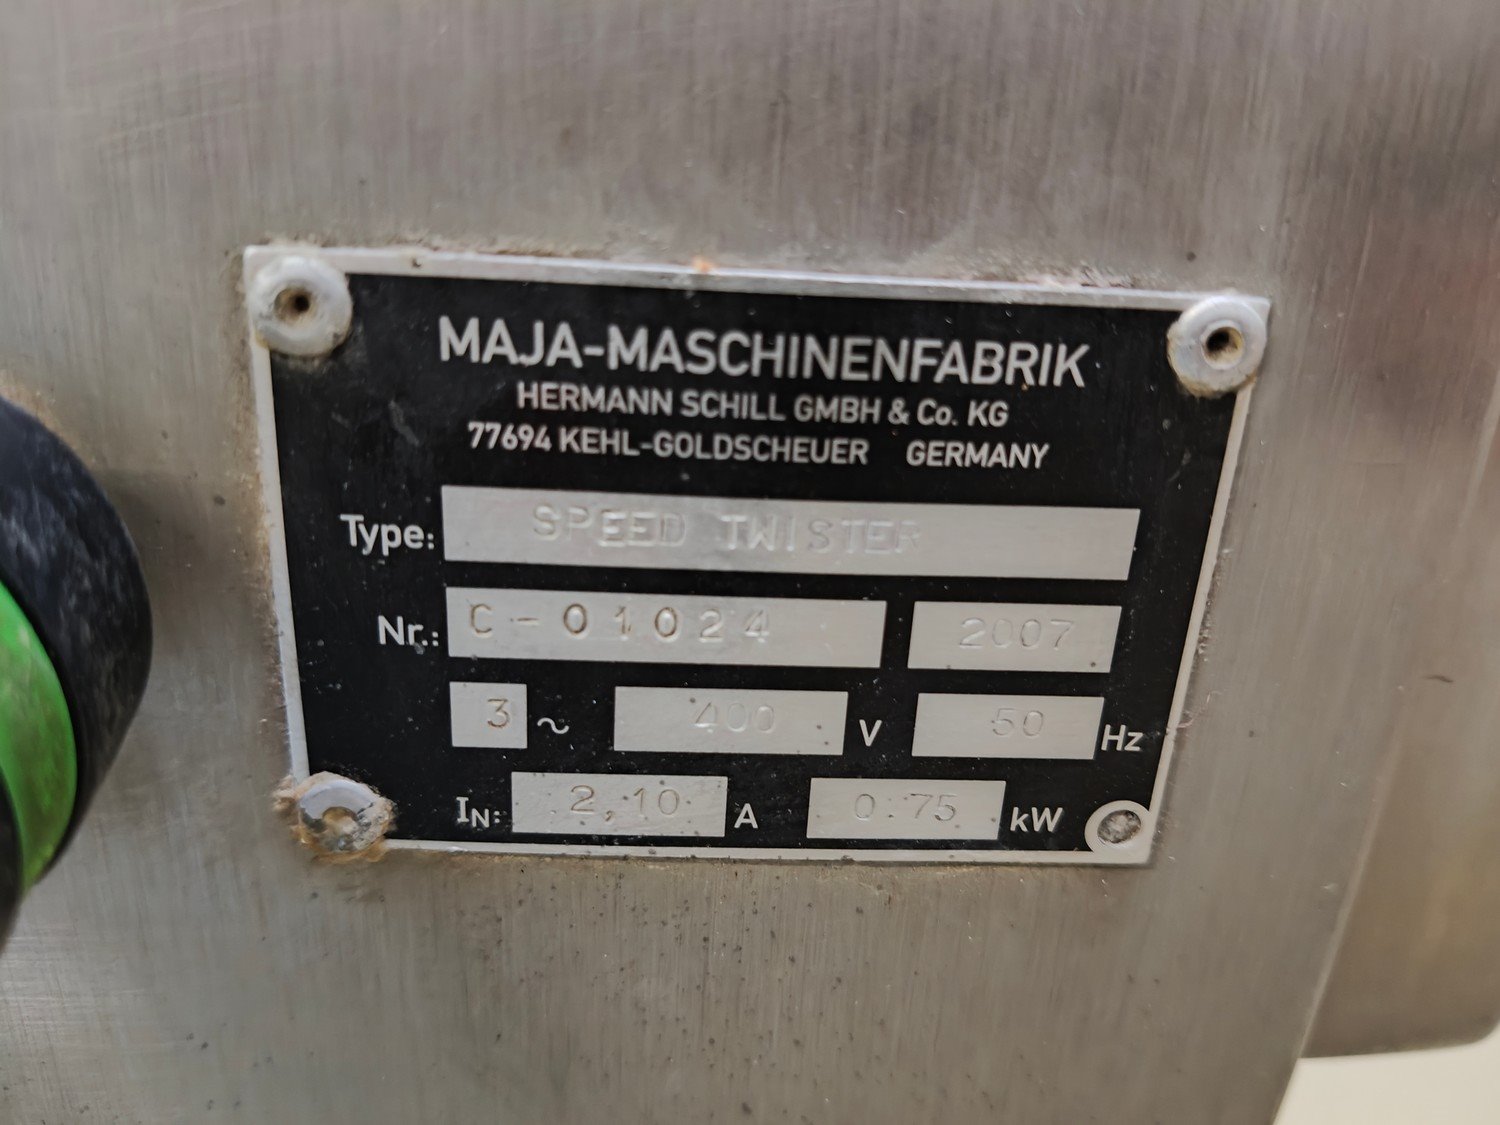 MAJA-MASCHINENFABRIK
HERMANN SCHILL GMBH & Co. KG
77694 KEHL-GOLDSCHEUER GERMANY
Type: SPEED TWISTER
Nr.: C-01024 2007
3 ~ 400 V 50 Hz
IN: 2,10 A 0.75 kW